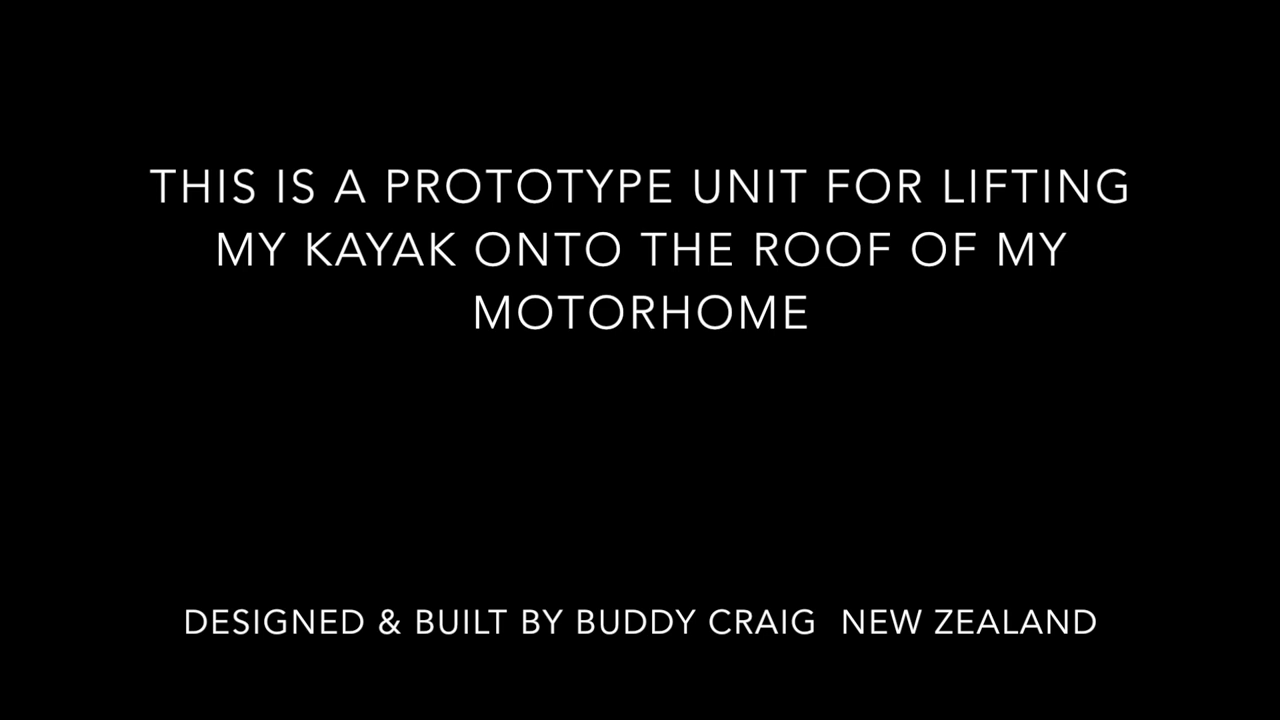 THIS IS A PROTOTYPE UNIT FOR LIFTING
MY KAYAK ONTO THE ROOF OF MY
MOTORHOME
DESIGNED & BUILT BY BUDDY CRAIG  NEW ZEALAND